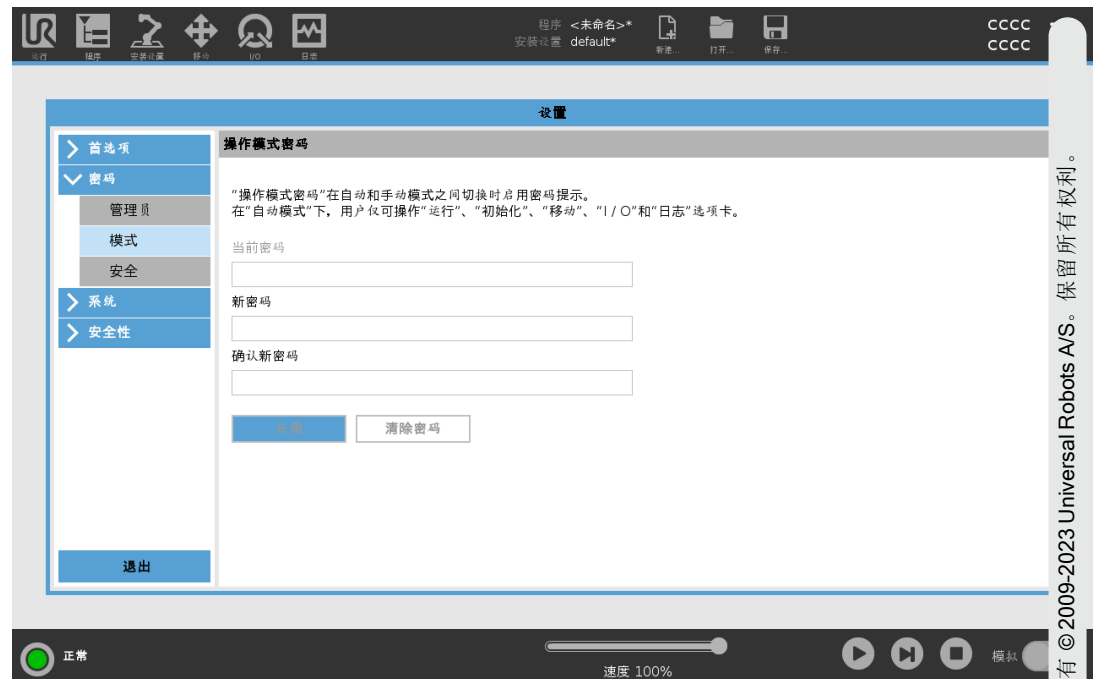 程序 <未命名>*
安装设置 default*
CCCC
CCCC
运行
程序
安装设置
移动
I/O
日志
新建...
打开...
保存...
设置
首选项
密码
管理员
模式
安全
系统
安全性
退出
操作模式密码
“操作模式密码”在自动和手动模式之间切换时启用密码提示。
在“自动模式”下，用户仅可操作“运行”、“初始化”、“移动”、“I / O”和“日志”选项卡。
当前密码
新密码
确认新密码
应用
清除密码
正常
速度 100%
模拟
有 ©2009-2023 Universal Robots A/S。保留所有权利。